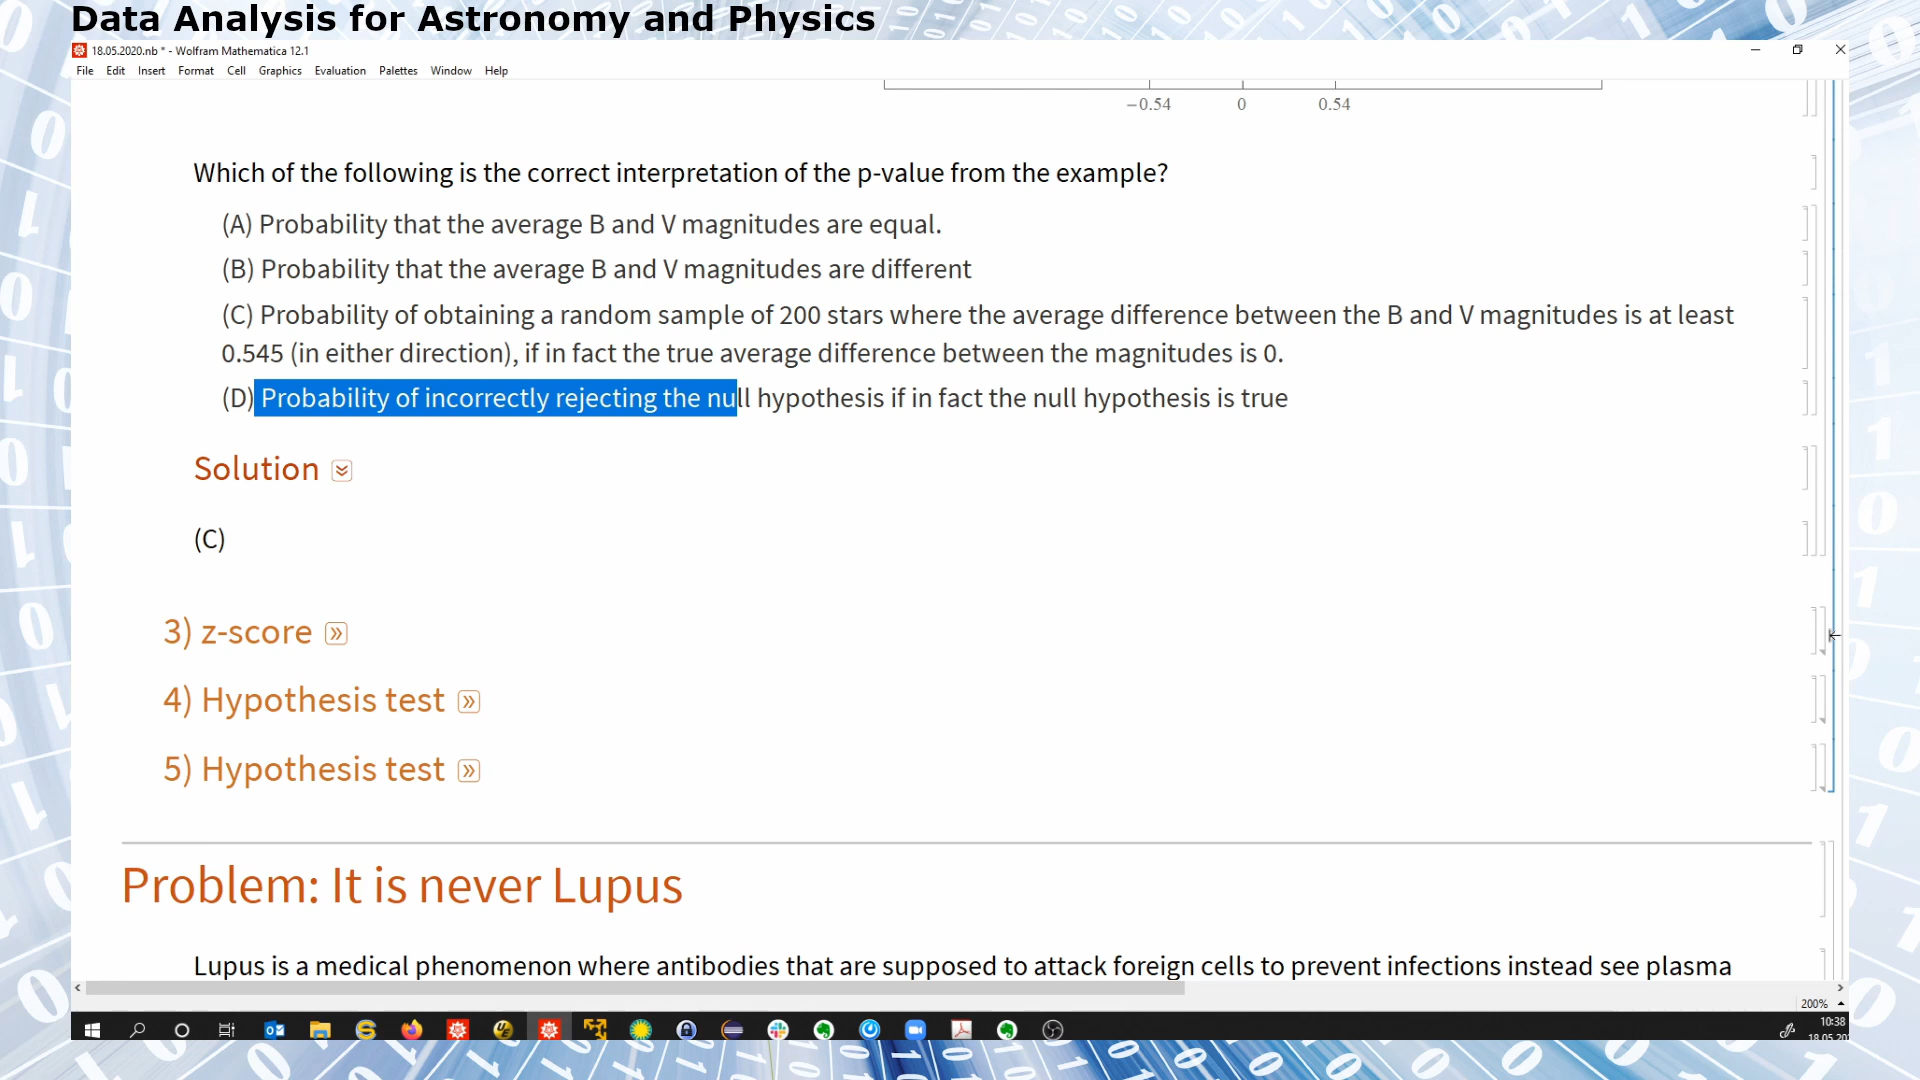 Data Analysis for Astronomy and Physics
18.05.2020.nb * - Wolfram Mathematica 12.1
File Edit Insert Format Cell Graphics Evaluation Palettes Window Help
−0.54 0 0.54
Which of the following is the correct interpretation of the p-value from the example?
(A) Probability that the average B and V magnitudes are equal.
(B) Probability that the average B and V magnitudes are different
(C) Probability of obtaining a random sample of 200 stars where the average difference between the B and V magnitudes is at least
0.545 (in either direction), if in fact the true average difference between the magnitudes is 0.
(D) Probability of incorrectly rejecting the null hypothesis if in fact the null hypothesis is true
Solution
(C)
3) z-score
4) Hypothesis test
5) Hypothesis test
Problem: It is never Lupus
Lupus is a medical phenomenon where antibodies that are supposed to attack foreign cells to prevent infections instead see plasma
200%
10:38
18.05.20